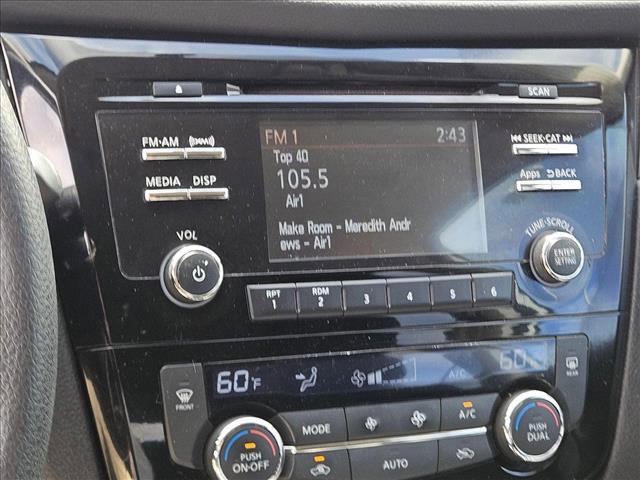 SCAN
FM·AM
SEEK·CAT
MEDIA DISP
Apps BACK
VOL
TUNE·SCROLL
ENTER
SETTING
FM 1 2:43
Top 40
105.5
Air1
Make Room - Meredith Andr
ews - Air1
RPT 1
RDM 2
3
4
5
6
60°F
A/C
60
FRONT
REAR
MODE
A/C
AUTO
PUSH
ON·OFF
PUSH
DUAL